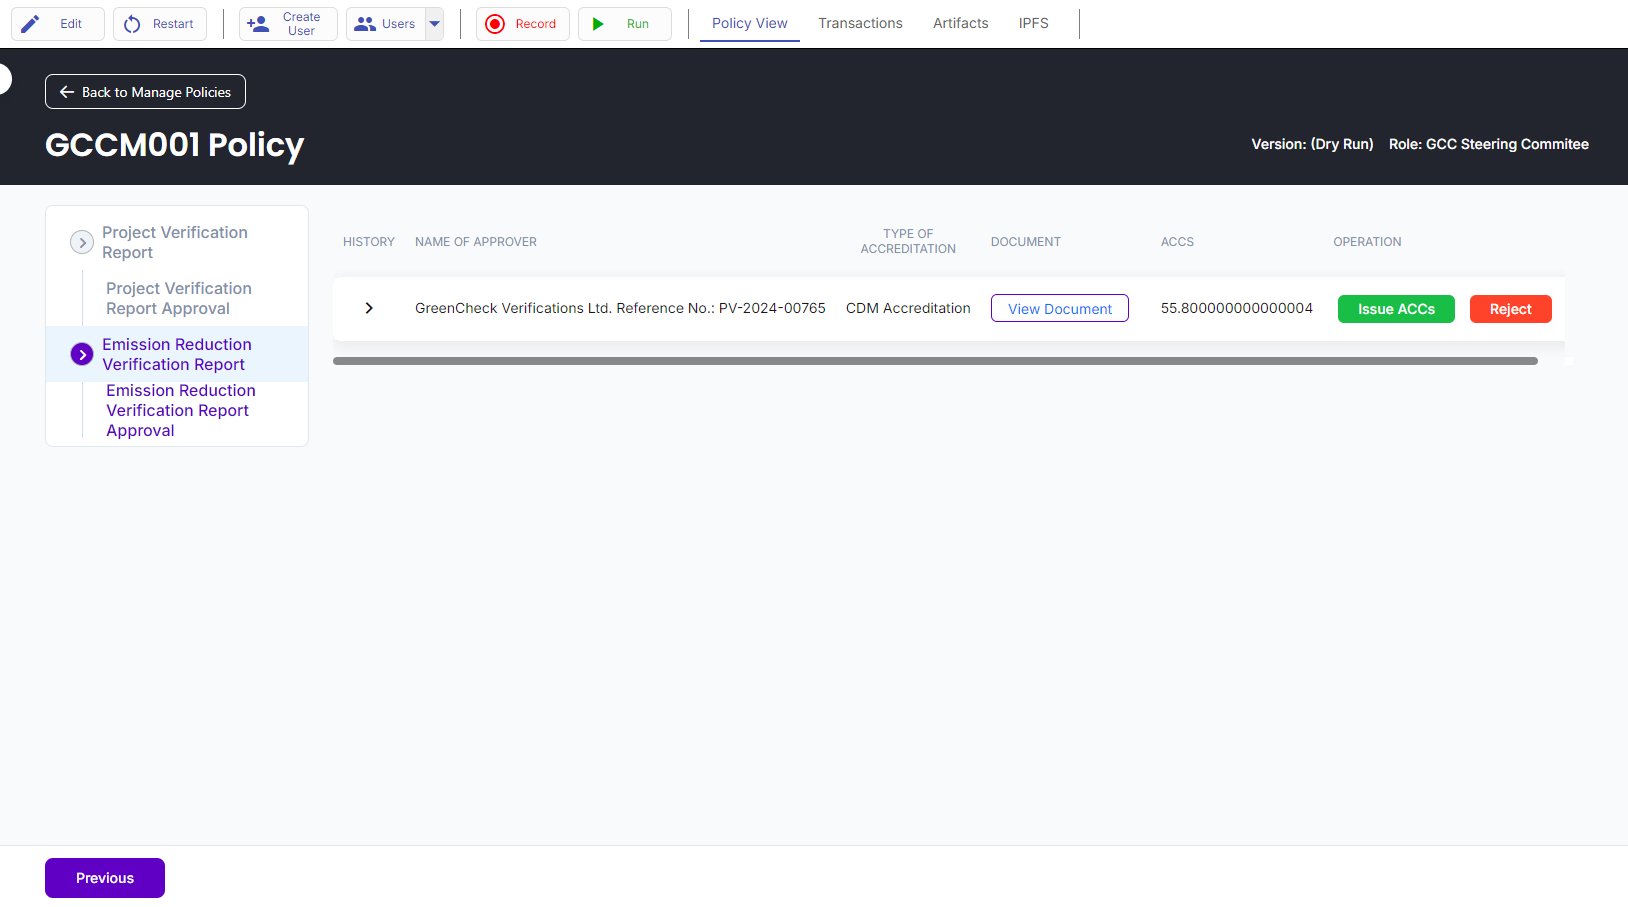 Edit
Restart
Create
User
Users
Record
Run
Policy View
Transactions
Artifacts
IPFS
Back to Manage Policies
GCCM001 Policy
Version: (Dry Run)
Role: GCC Steering Commitee
Project Verification
Report
Project Verification
Report Approval
Emission Reduction
Verification Report
Emission Reduction
Verification Report
Approval
HISTORY
NAME OF APPROVER
TYPE OF
ACCREDITATION
DOCUMENT
ACCS
OPERATION
GreenCheck Verifications Ltd. Reference No.: PV-2024-00765
CDM Accreditation
View Document
55.800000000000004
Issue ACCs
Reject
Previous